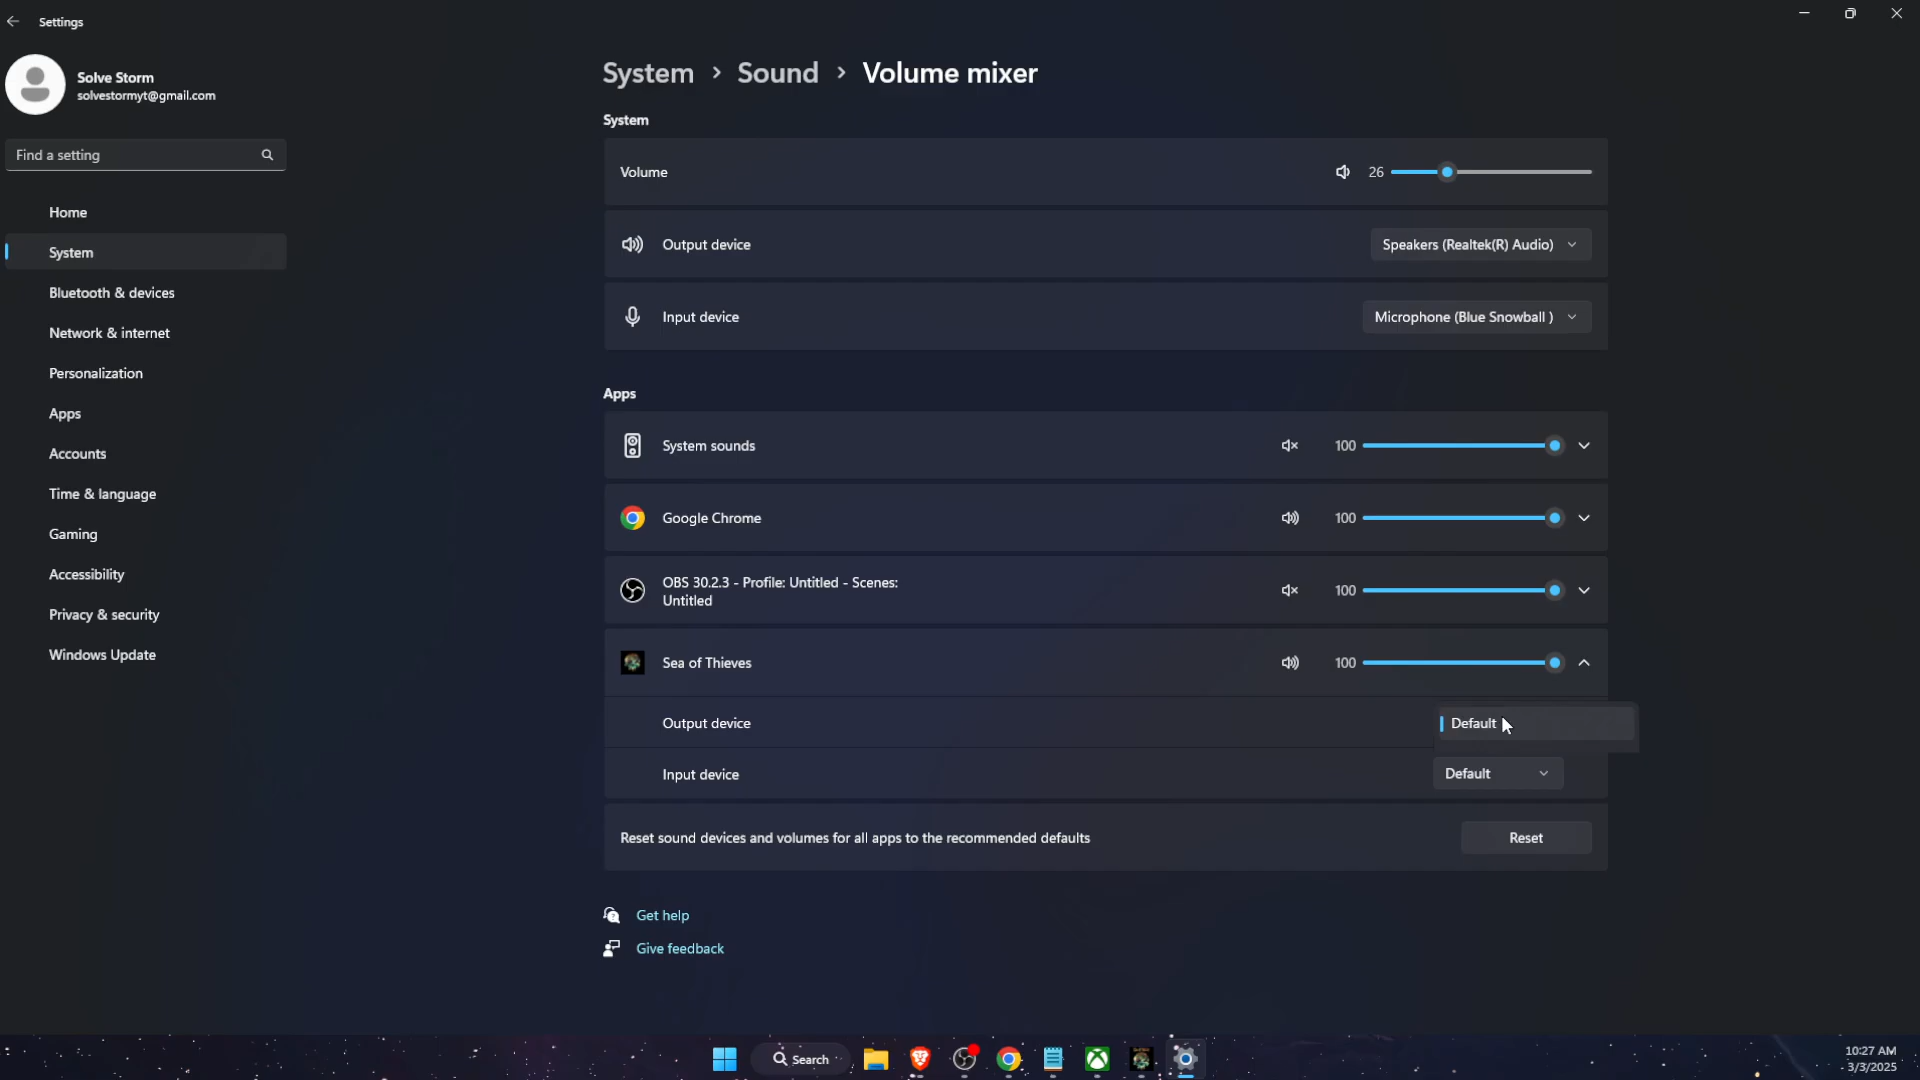 Settings
Solve Storm
solvestormyt@gmail.com
Find a setting
Home
System
Bluetooth & devices
Network & internet
Personalization
Apps
Accounts
Time & language
Gaming
Accessibility
Privacy & security
Windows Update
System > Sound > Volume mixer
System
Volume 26
Output device Speakers (Realtek(R) Audio)
Input device Microphone (Blue Snowball )
Apps
System sounds 100
Google Chrome 100
OBS 30.2.3 - Profile: Untitled - Scenes:
Untitled 100
Sea of Thieves 100
Output device Default
Input device Default
Reset sound devices and volumes for all apps to the recommended defaults Reset
Get help
Give feedback
Search
10:27 AM
3/3/2025